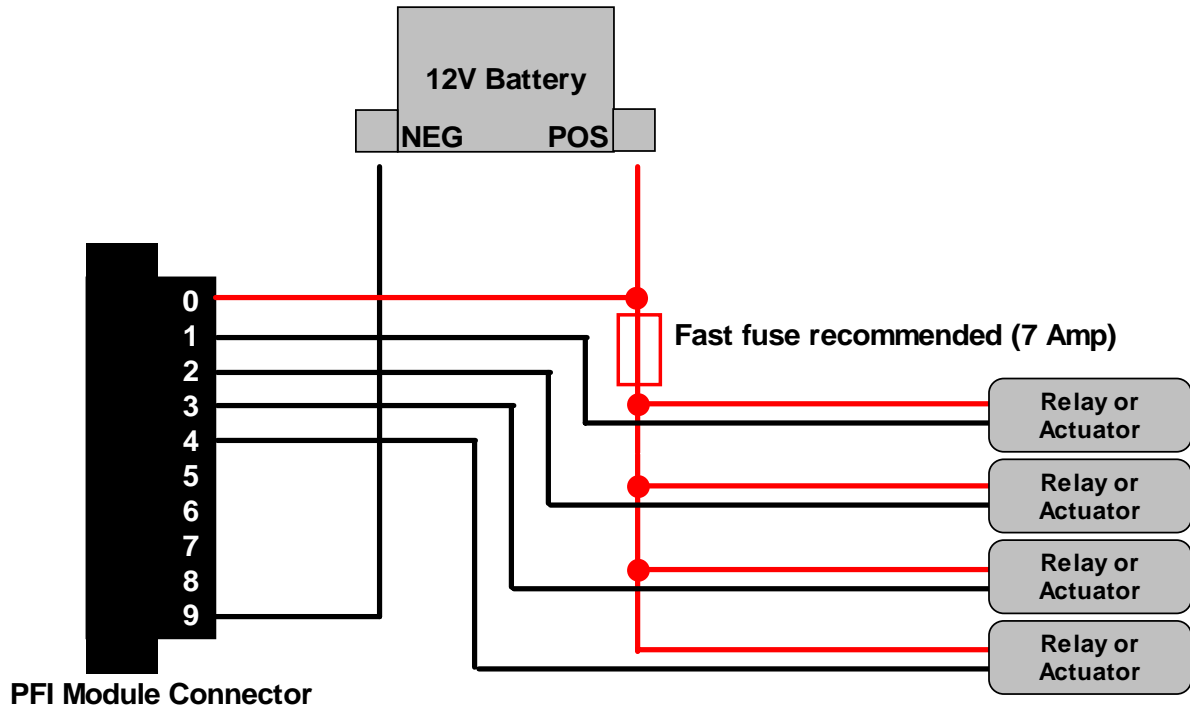 12V Battery
NEG POS
0
1
2
3
4
5
6
7
8
9
Fast fuse recommended (7 Amp)
Relay or
Actuator
Relay or
Actuator
Relay or
Actuator
Relay or
Actuator
PFI Module Connector